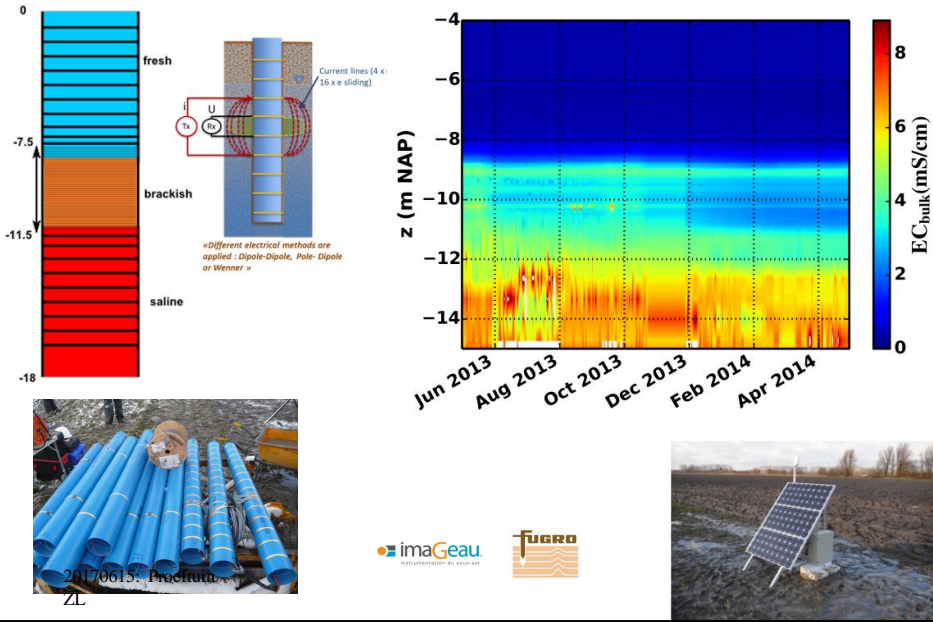 0
fresh
-7.5
brackish
-11.5
saline
-18
Current lines (4 x
16 x e sliding)
i
U
Tx
Rx
«Different electrical methods are
applied : Dipole-Dipole, Pole- Dipole
or Wenner »
z (m NAP)
−4
−6
−8
−10
−12
−14
Jun 2013
Aug 2013
Oct 2013
Dec 2013
Feb 2014
Apr 2014
8
6
4
2
0
ECbulk(mS/cm)
20170615: Proeftuin
ZL
imaGeau
instrumentation du sous-sol
fugro